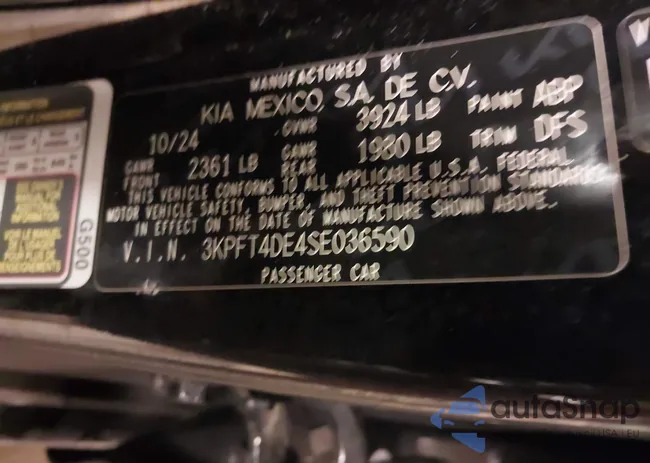 MANUFACTURED BY
KIA MEXICO, S.A. DE C.V.
10/24 GVWR 3924 LB PAINT ABP
GAWR FRONT 2361 LB GAWR REAR 1980 LB TRIM DFS
THIS VEHICLE CONFORMS TO ALL APPLICABLE U.S.A. FEDERAL
MOTOR VEHICLE SAFETY, BUMPER, AND THEFT PREVENTION STANDARDS
IN EFFECT ON THE DATE OF MANUFACTURE SHOWN ABOVE.
V.I.N. 3KPFT4DE4SE036590
PASSENGER CAR
G500
autoSnap